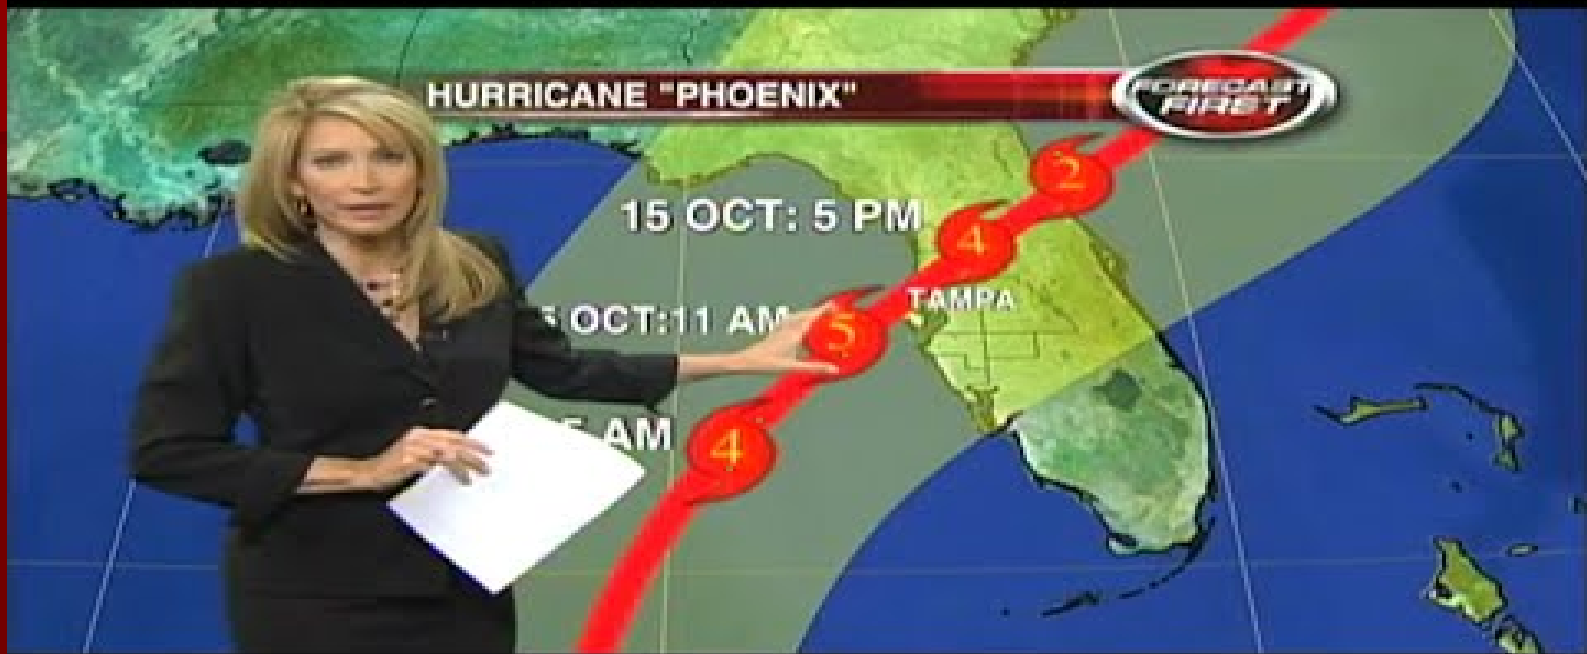 HURRICANE "PHOENIX"
FORECAST
FIRST
2
15 OCT: 5 PM
4
TAMPA
OCT:11 AM
5
AM
4